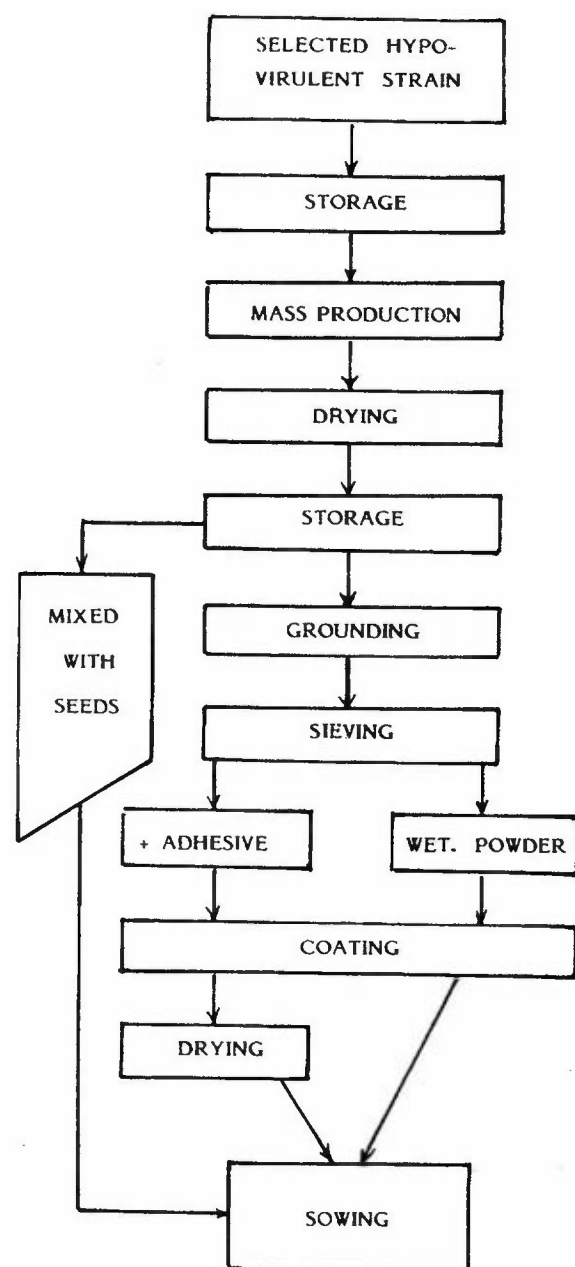 SELECTED HYPO-
VIRULENT STRAIN
STORAGE
MASS PRODUCTION
DRYING
STORAGE
MIXED
WITH
SEEDS
GROUNDING
SIEVING
+ ADHESIVE
WET. POWDER
COATING
DRYING
SOWING